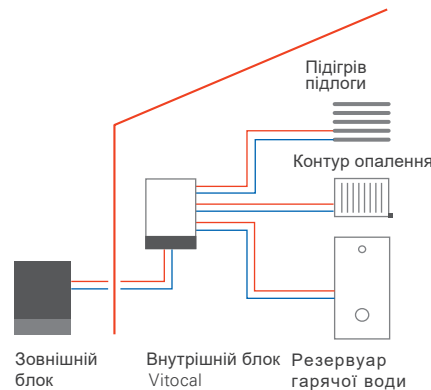 Підігрів
підлоги
Контур опалення
Зовнішній
блок
Внутрішній блок
Vitocal
Резервуар
гарячої води